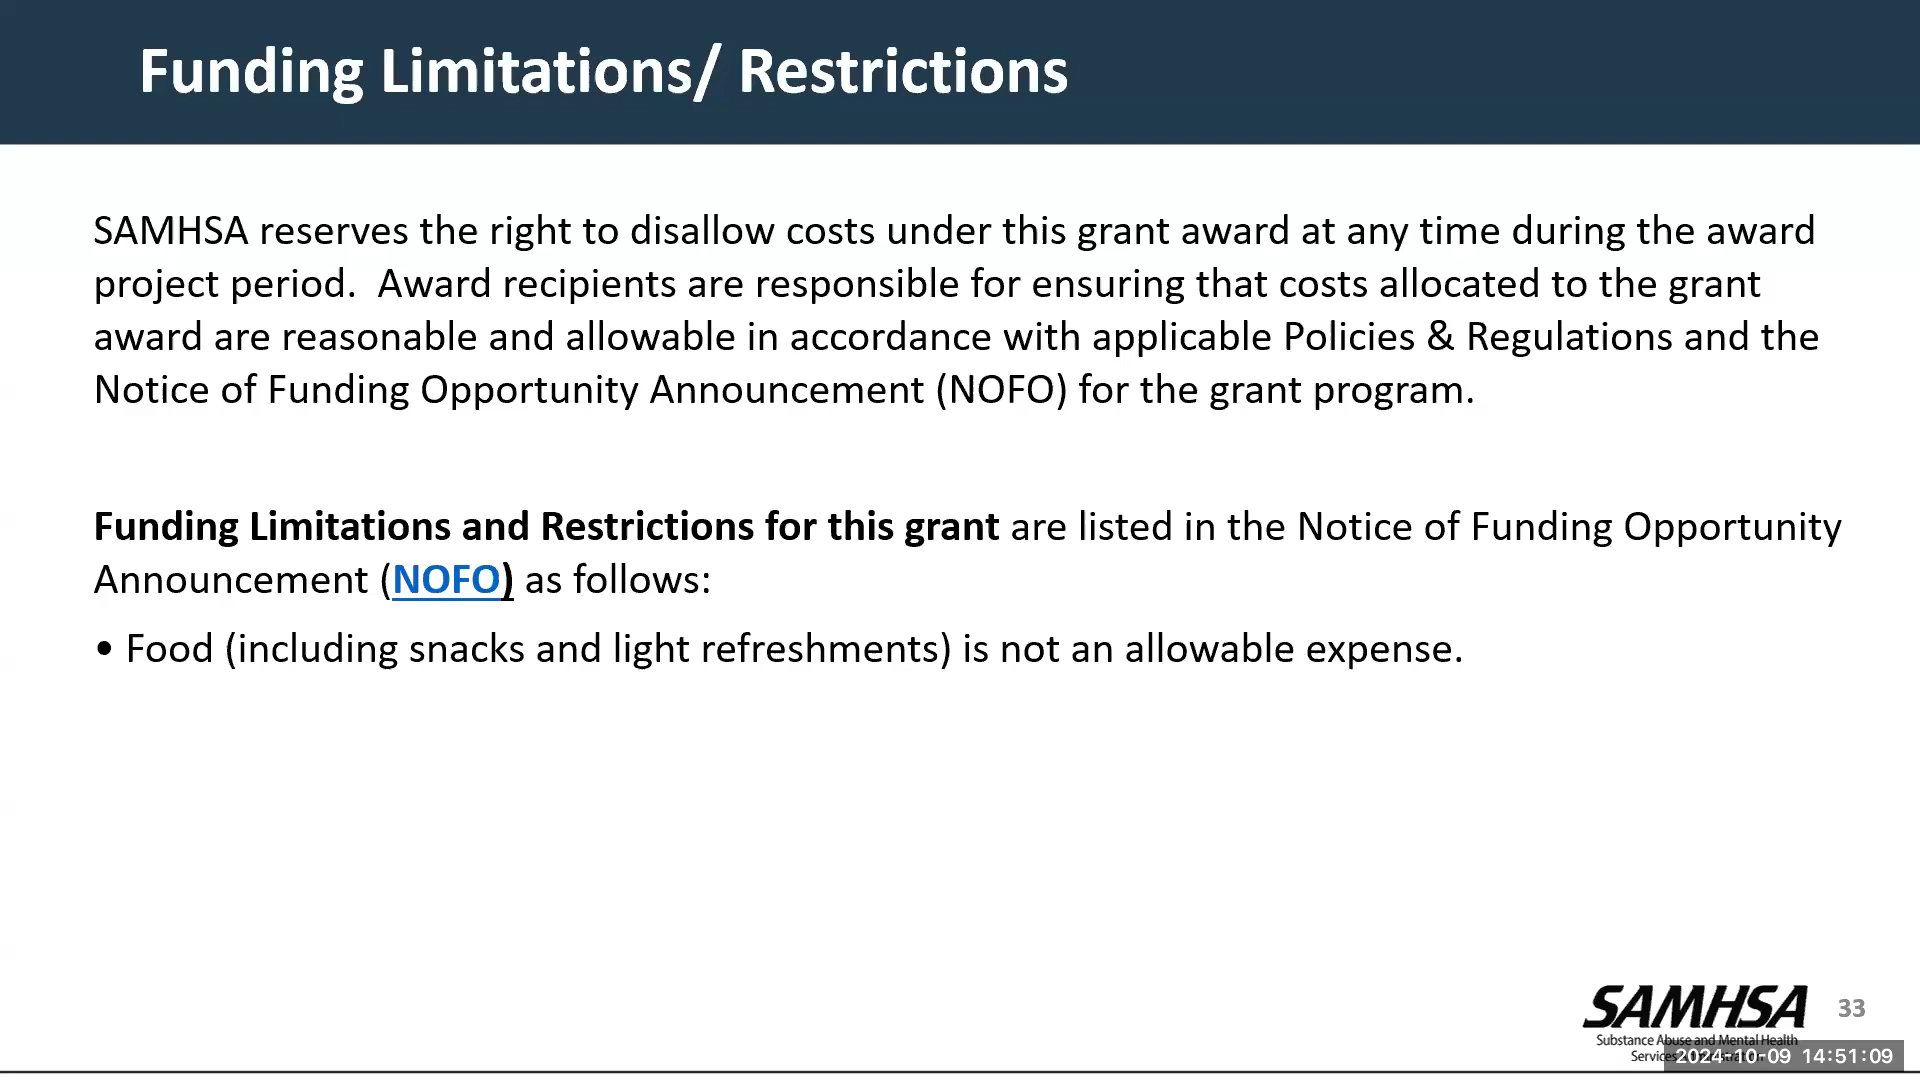 Funding Limitations/ Restrictions
SAMHSA reserves the right to disallow costs under this grant award at any time during the award
project period.  Award recipients are responsible for ensuring that costs allocated to the grant
award are reasonable and allowable in accordance with applicable Policies & Regulations and the
Notice of Funding Opportunity Announcement (NOFO) for the grant program.
Funding Limitations and Restrictions for this grant are listed in the Notice of Funding Opportunity
Announcement (NOFO) as follows:
• Food (including snacks and light refreshments) is not an allowable expense.
SAMHSA
33
Substance Abuse and Mental Health
Services
2024-10-09 14:51:09